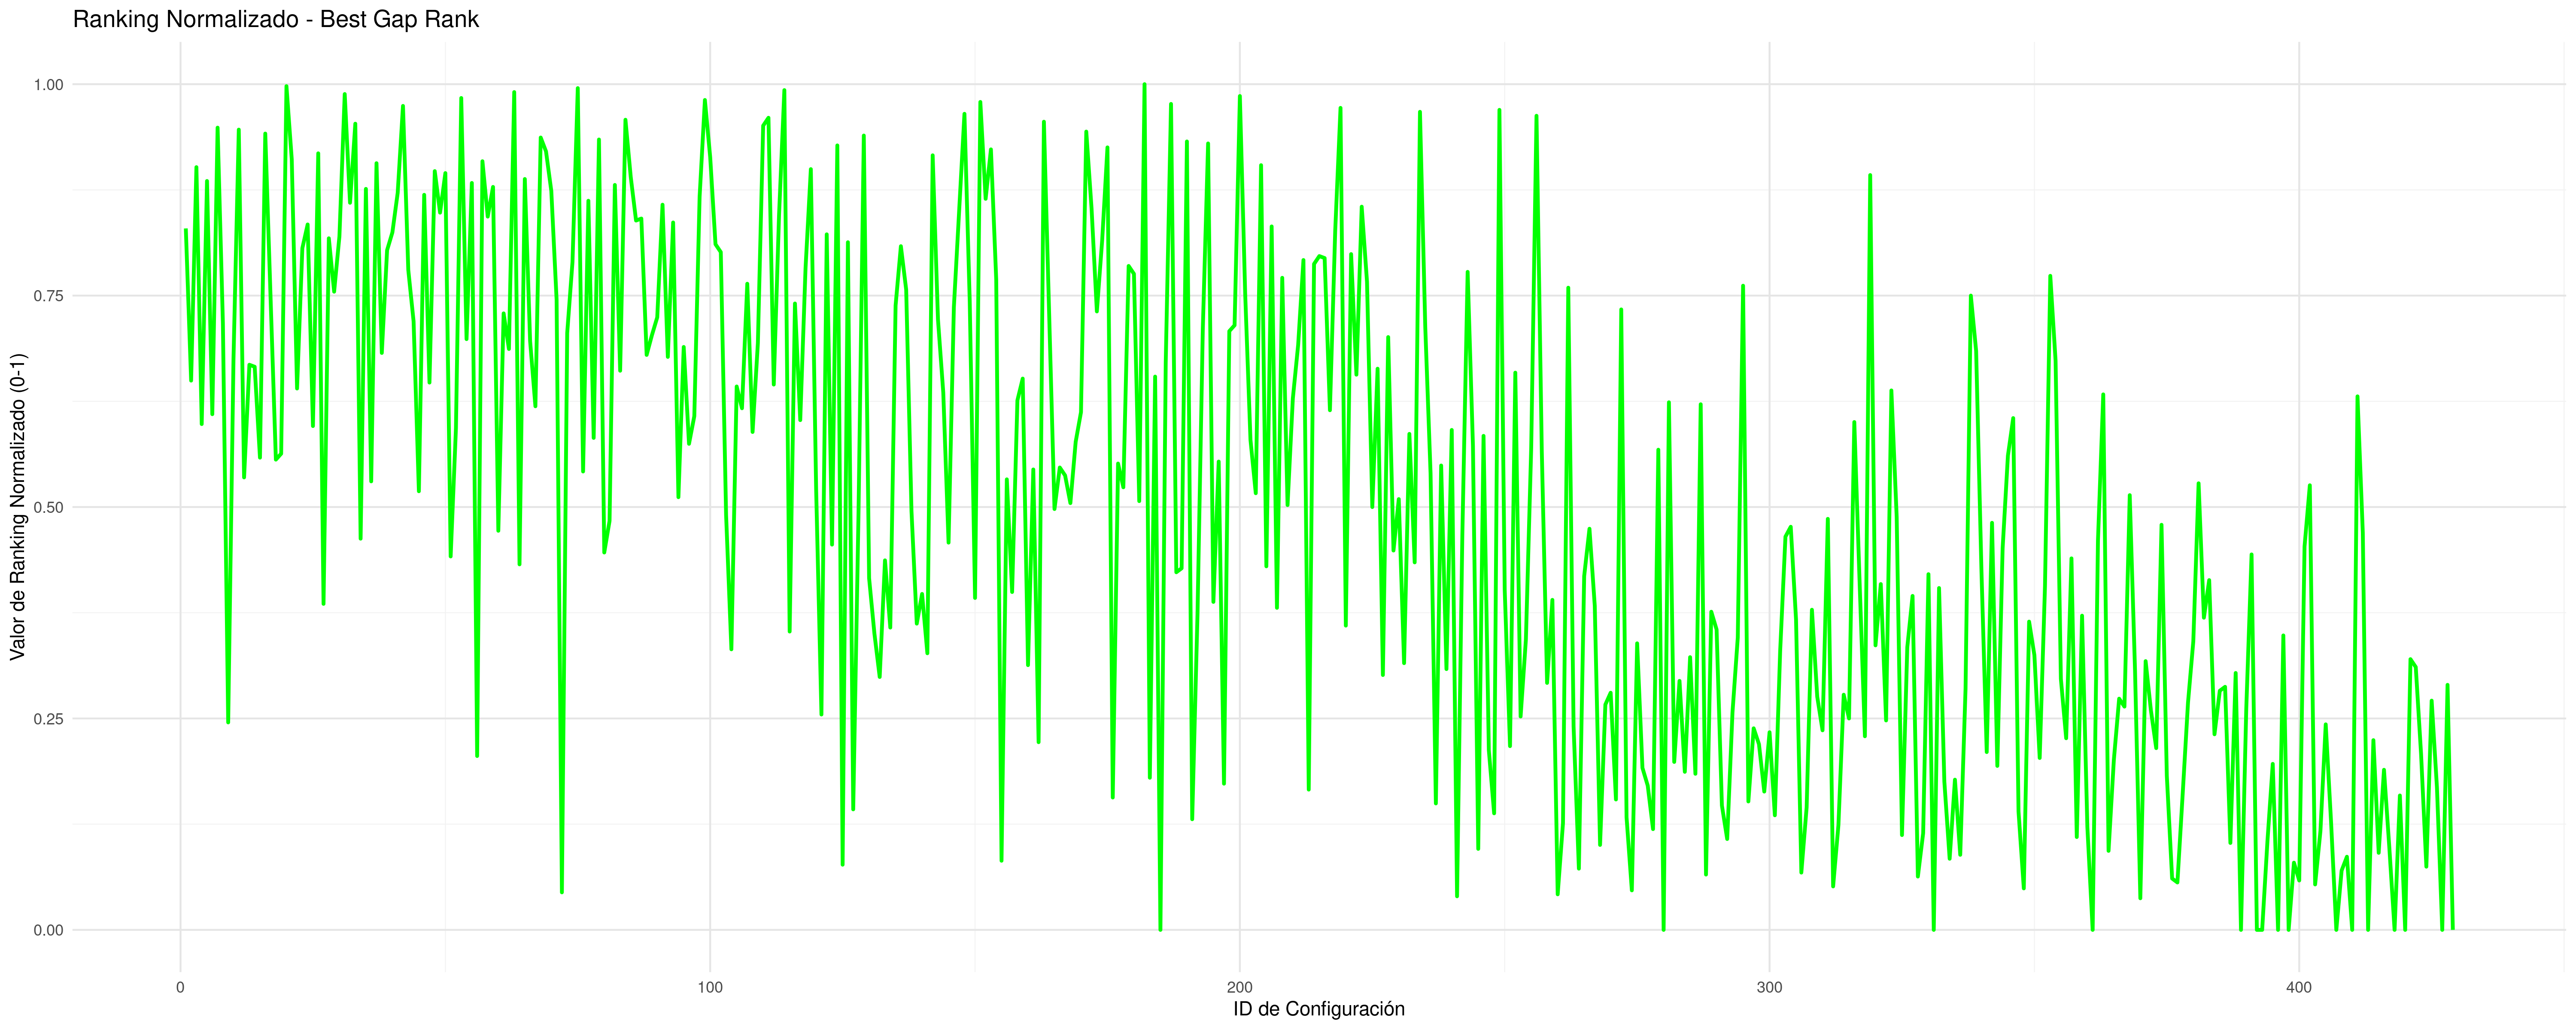 Ranking Normalizado - Best Gap Rank
Valor de Ranking Normalizado (0-1)
1.00
0.75
0.50
0.25
0.00
0 100 200 300 400
ID de Configuración